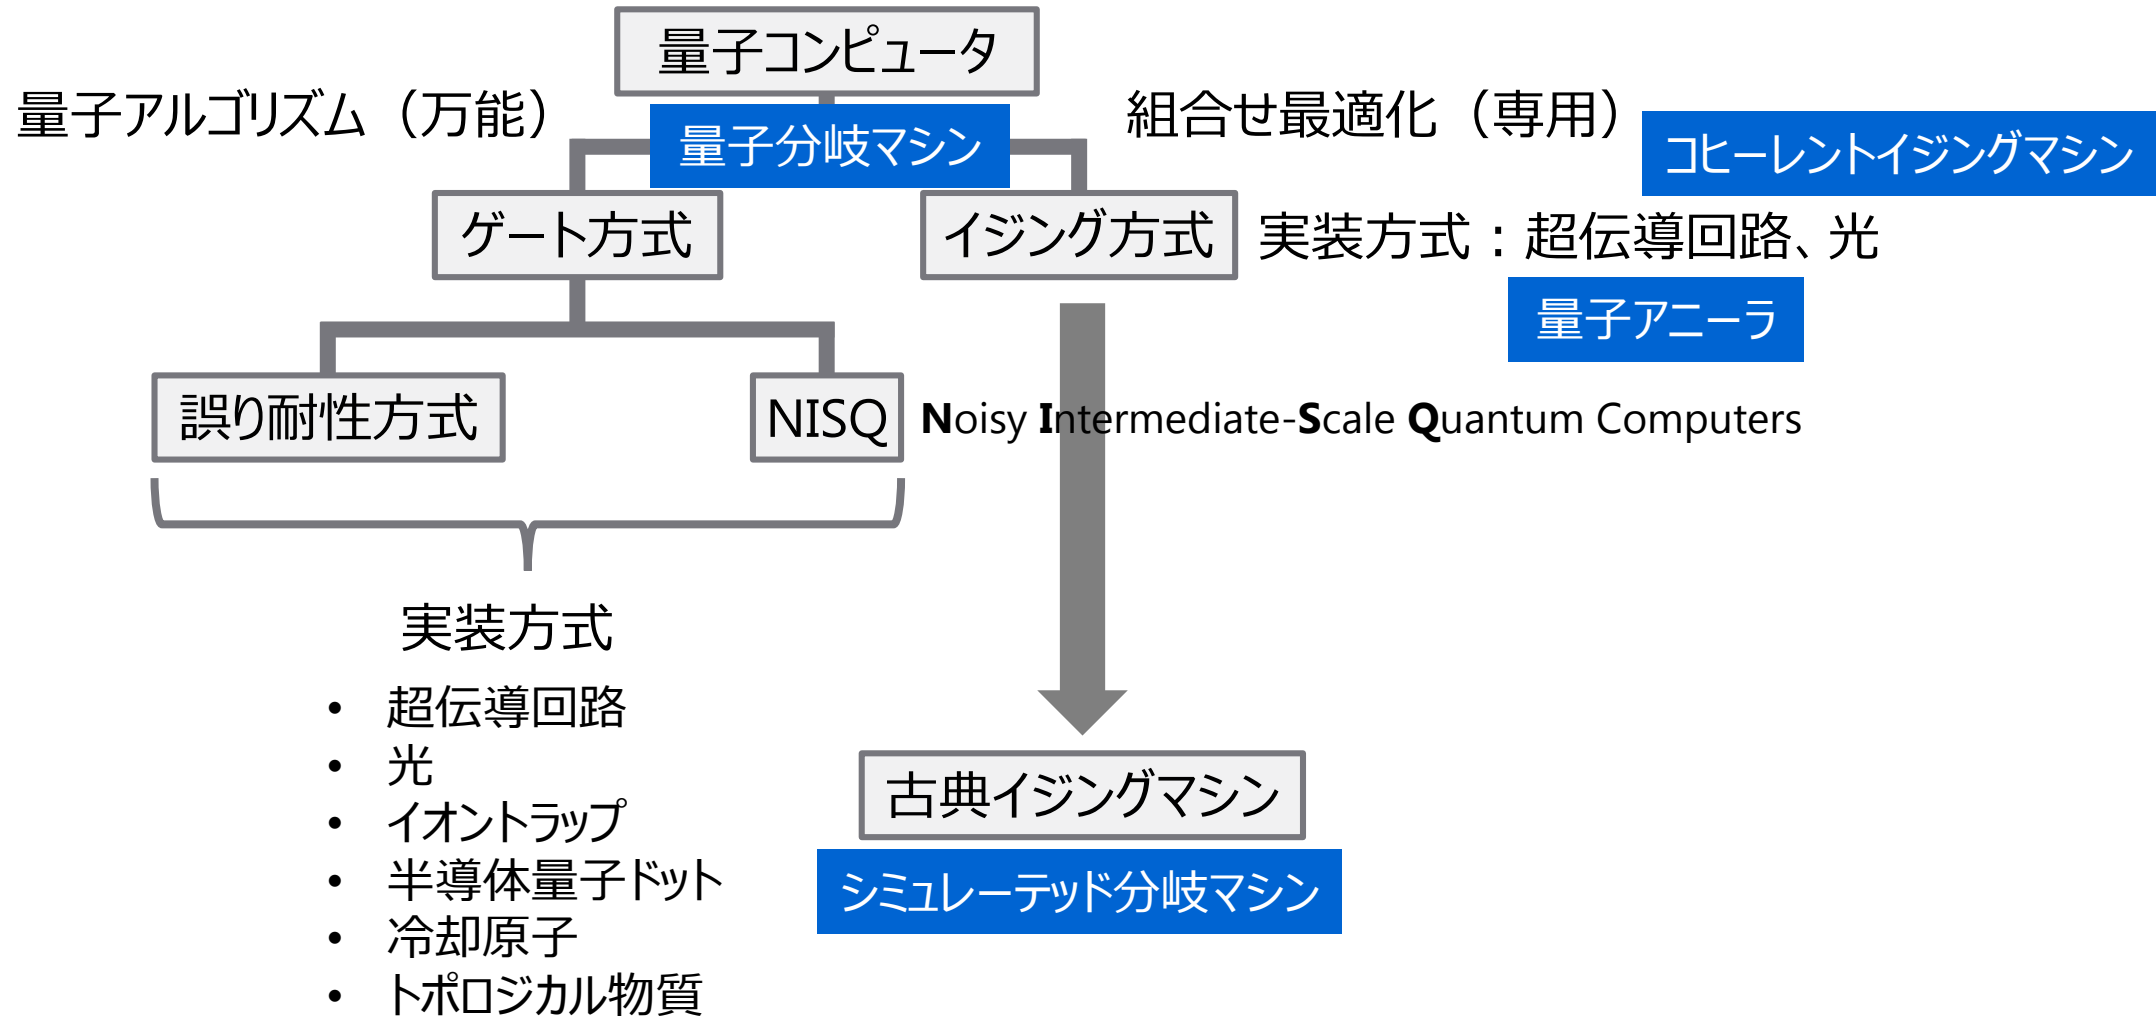 量子コンピュータ
量子アルゴリズム（万能）
組合せ最適化（専用）
量子分岐マシン
コヒーレントイジングマシン
ゲート方式
イジング方式
実装方式：超伝導回路、光
量子アニーラ
誤り耐性方式
NISQ
Noisy Intermediate-Scale Quantum Computers
実装方式
• 超伝導回路
• 光
• イオントラップ
• 半導体量子ドット
• 冷却原子
• トポロジカル物質
古典イジングマシン
シミュレーテッド分岐マシン